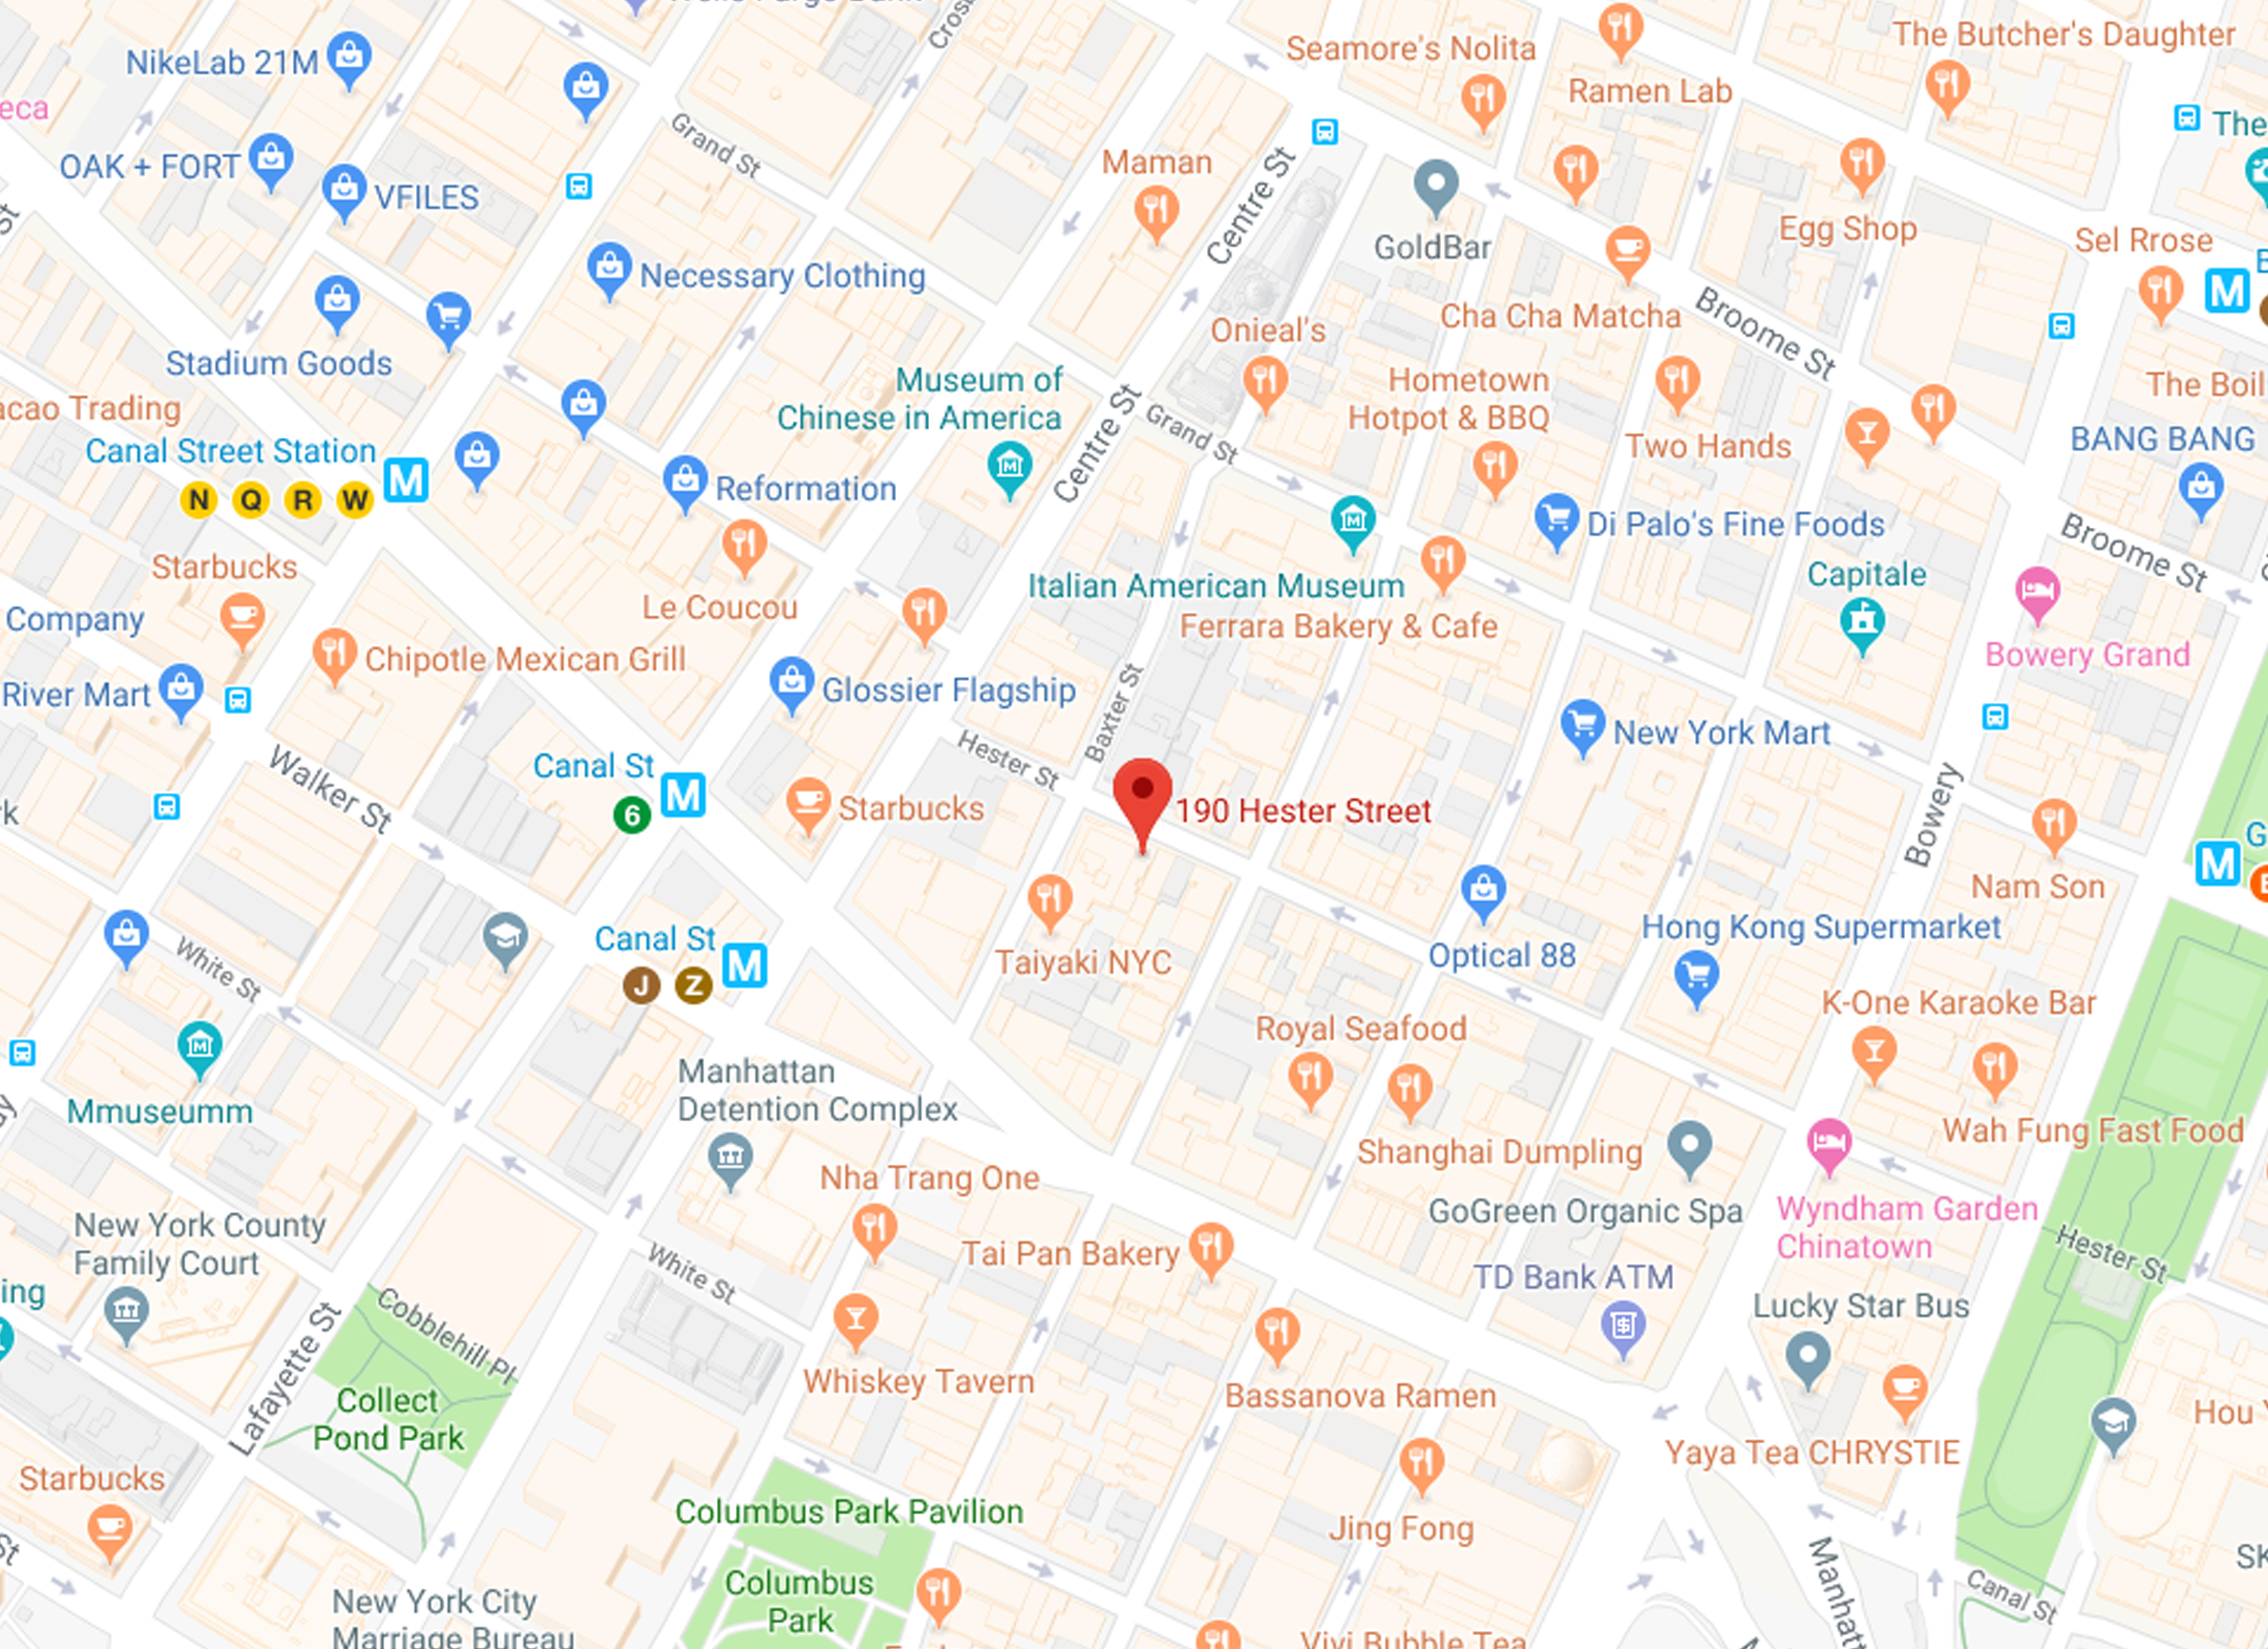 Wells Fargo Bank
Crosb
NikeLab 21M
Seamore's Nolita
The Butcher's Daughter
Ramen Lab
eca
The
Grand St
OAK + FORT
VFILES
Maman
Centre St
GoldBar
Egg Shop
Sel Rrose
St
M
Necessary Clothing
Cha Cha Matcha
Broome St
Onieal's
Stadium Goods
Museum of
Chinese in America
Hometown
Hotpot & BBQ
The Boil
acao Trading
Canal Street Station
M
N Q R W
Centre St
Grand St
Two Hands
BANG BANG
Reformation
Di Palo's Fine Foods
Broome St
Starbucks
Italian American Museum
Capitale
Company
Le Coucou
Ferrara Bakery & Cafe
Chipotle Mexican Grill
Bowery Grand
River Mart
Glossier Flagship
Baxter St
New York Mart
Hester St
Walker St
Canal St
M
6
Starbucks
190 Hester Street
Bowery
G
M
k
Nam Son
White St
Canal St
M
J Z
Taiyaki NYC
Optical 88
Hong Kong Supermarket
K-One Karaoke Bar
Royal Seafood
Mmuseumm
Manhattan
Detention Complex
Wah Fung Fast Food
Shanghai Dumpling
Nha Trang One
GoGreen Organic Spa
Wyndham Garden
Chinatown
New York County
Family Court
Tai Pan Bakery
Hester St
White St
TD Bank ATM
ing
Cobblehill Pl
Lucky Star Bus
Lafayette St
Whiskey Tavern
Bassanova Ramen
Collect
Pond Park
Hou Y
Yaya Tea CHRYSTIE
Starbucks
Columbus Park Pavilion
Jing Fong
St
SK
Columbus
Park
Manhatt
Canal St
New York City
Marriage Bureau
Vivi Bubble Tea